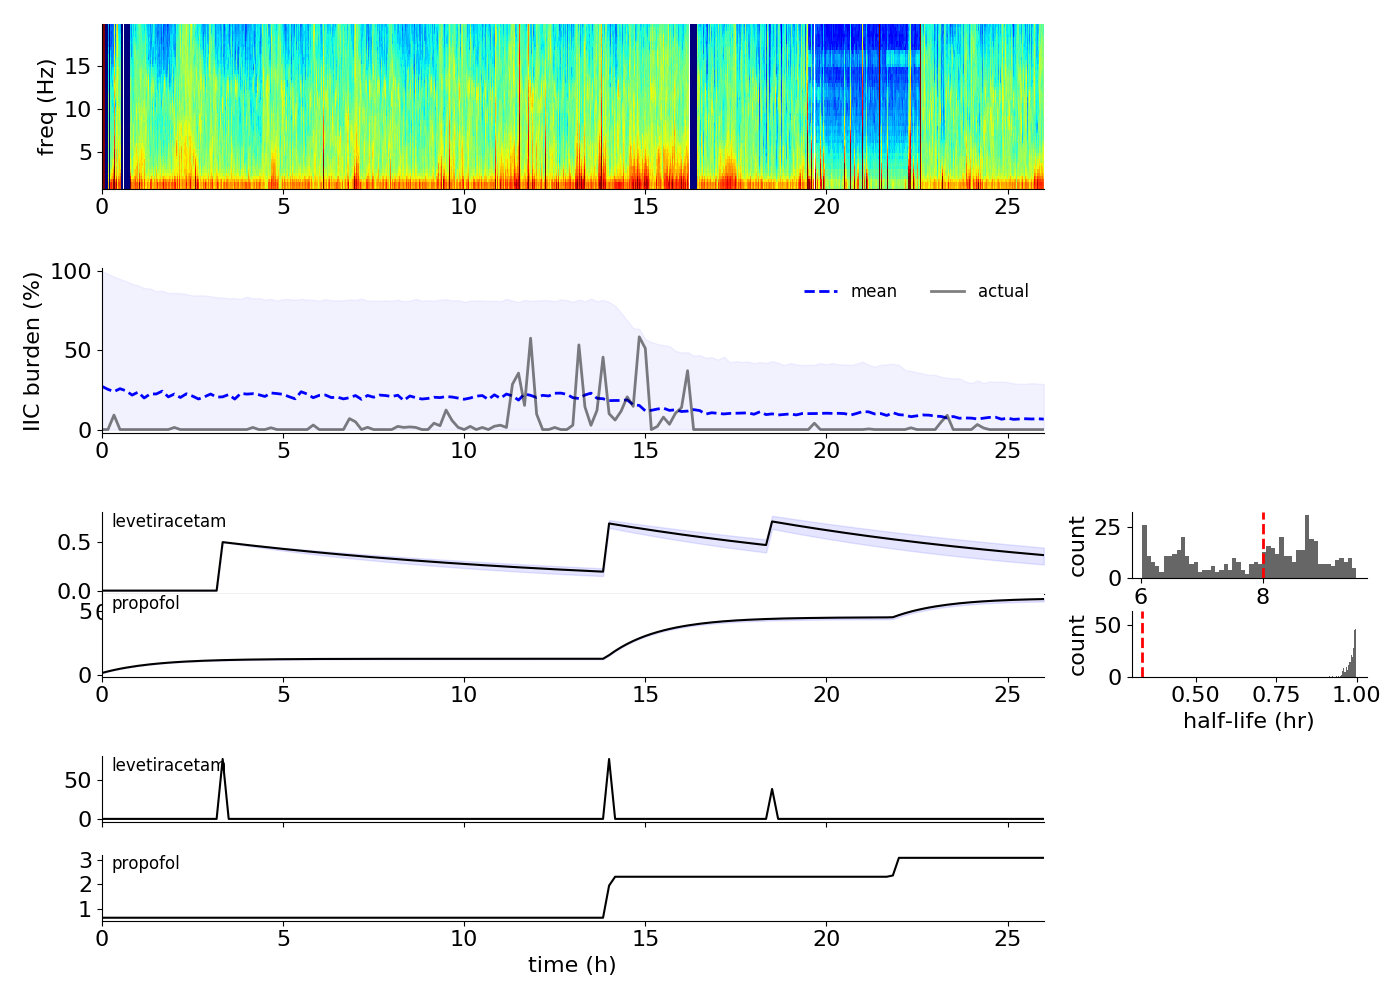 freq (Hz)
15
10
5
0 5 10 15 20 25
IIC burden (%)
100
50
0
mean actual
0 5 10 15 20 25
levetiracetam
0.5
0.0
propofol
5
0
0 5 10 15 20 25
count
25
0
6 8
count
50
0
0.50 0.75 1.00
half-life (hr)
levetiracetam
50
0
propofol
3
2
1
0 5 10 15 20 25
time (h)